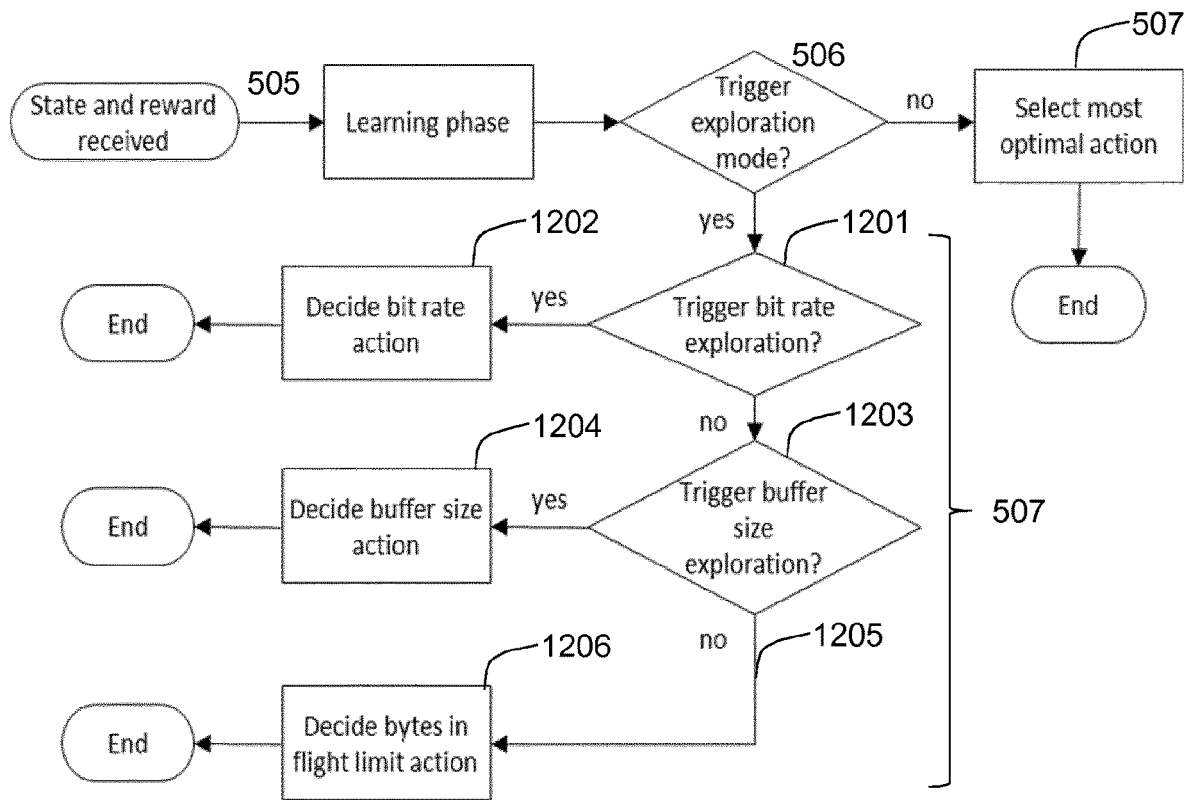 507
505
506
State and reward
received
Learning phase
Trigger
exploration
mode?
no
Select most
optimal action
yes
1202
1201
End
Decide bit rate
action
yes
Trigger bit rate
exploration?
End
no
1204
1203
End
Decide buffer size
action
yes
Trigger buffer
size
exploration?
507
no
1205
1206
End
Decide bytes in
flight limit action